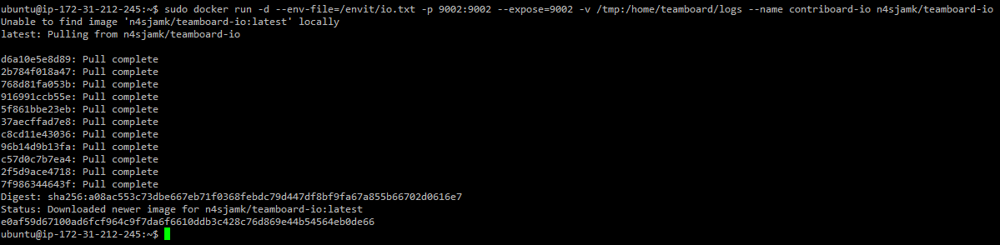 ubuntu@ip-172-31-212-245:~$ sudo docker run -d --env-file=/envit/io.txt -p 9002:9002 --expose=9002 -v /tmp:/home/teamboard/logs --name contriboard-io n4sjamk/teamboard-io
Unable to find image 'n4sjamk/teamboard-io:latest' locally
latest: Pulling from n4sjamk/teamboard-io
d6a10e5e8d89: Pull complete
2b784f018a47: Pull complete
768d81fa053b: Pull complete
916991ccb55e: Pull complete
5f861bbe23eb: Pull complete
37aecffad7e8: Pull complete
c8cd11e43036: Pull complete
96b14d9b13fa: Pull complete
c57d0c7b7ea4: Pull complete
2f5d9ace4718: Pull complete
7f986344643f: Pull complete
Digest: sha256:a08ac553c73dbe667eb71f0368febdc79d447df8bf9fa67a855b66702d0616e7
Status: Downloaded newer image for n4sjamk/teamboard-io:latest
e0af59d67100ad6fcf964c9f7da6f6610ddb3c428c76d869e44b54564eb0de66
ubuntu@ip-172-31-212-245:~$